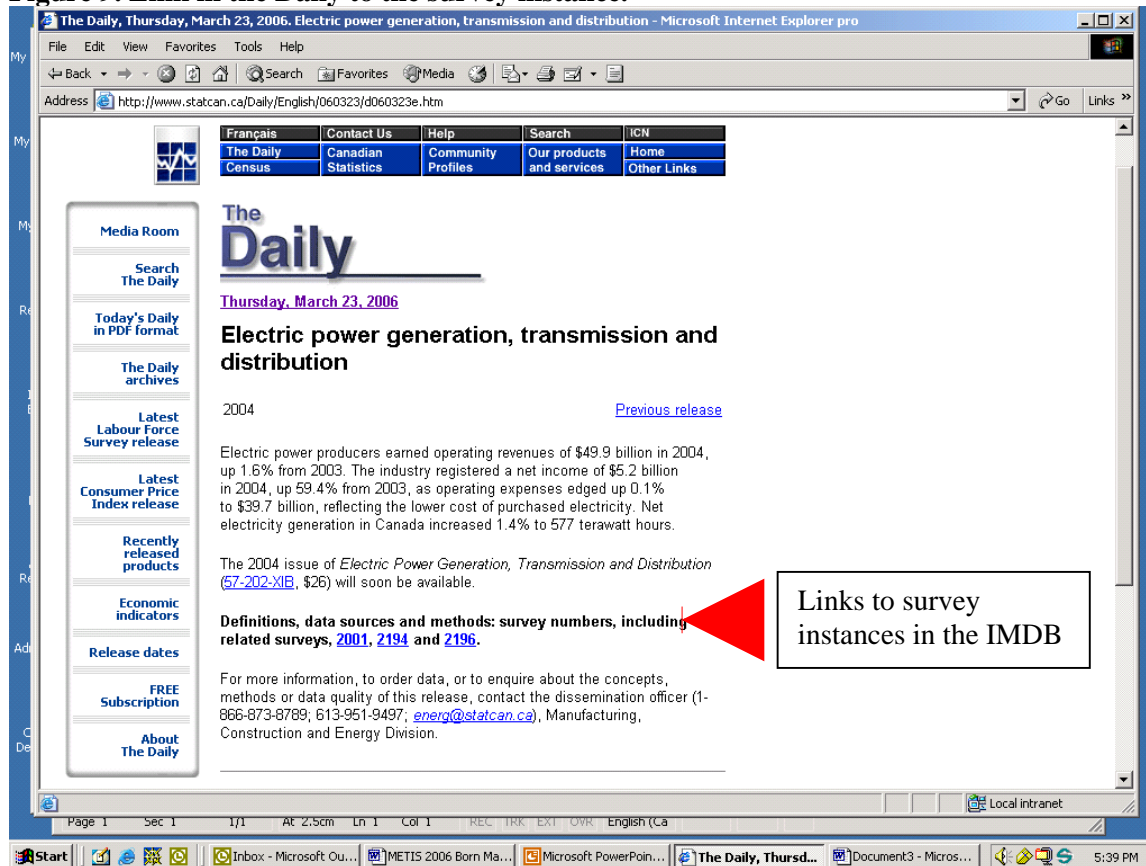 The Daily, Thursday, March 23, 2006. Electric power generation, transmission and distribution - Microsoft Internet Explorer pro
File Edit View Favorites Tools Help
Back Search Favorites Media
Address http://www.statcan.ca/Daily/English/060323/d060323e.htm Go Links »
Français Contact Us Help Search ICN
The Daily Canadian Community Our products Home
Census Statistics Profiles and services Other Links
Media Room
Search
The Daily
Today's Daily
in PDF format
The Daily
archives
Latest
Labour Force
Survey release
Latest
Consumer Price
Index release
Recently
released
products
Economic
indicators
Release dates
FREE
Subscription
About
The Daily
The
Daily
Thursday, March 23, 2006
Electric power generation, transmission and
distribution
2004 Previous release
Electric power producers earned operating revenues of $49.9 billion in 2004,
up 1.6% from 2003. The industry registered a net income of $5.2 billion
in 2004, up 59.4% from 2003, as operating expenses edged up 0.1%
to $39.7 billion, reflecting the lower cost of purchased electricity. Net
electricity generation in Canada increased 1.4% to 577 terawatt hours.
The 2004 issue of Electric Power Generation, Transmission and Distribution
(57-202-XIB, $26) will soon be available.
Definitions, data sources and methods: survey numbers, including
related surveys, 2001, 2194 and 2196.
For more information, to order data, or to enquire about the concepts,
methods or data quality of this release, contact the dissemination officer (1-
866-873-8789; 613-951-9497; energ@statcan.ca), Manufacturing,
Construction and Energy Division.
Links to survey
instances in the IMDB
Local intranet
Page 1 Sec 1 1/1 At 2.5cm Ln 1 Col 1 REC TRK EXT OVR English (Ca
Start Inbox - Microsoft Ou... METIS 2006 Born Ma... Microsoft PowerPoin... The Daily, Thursd... Document3 - Micros... 5:39 PM